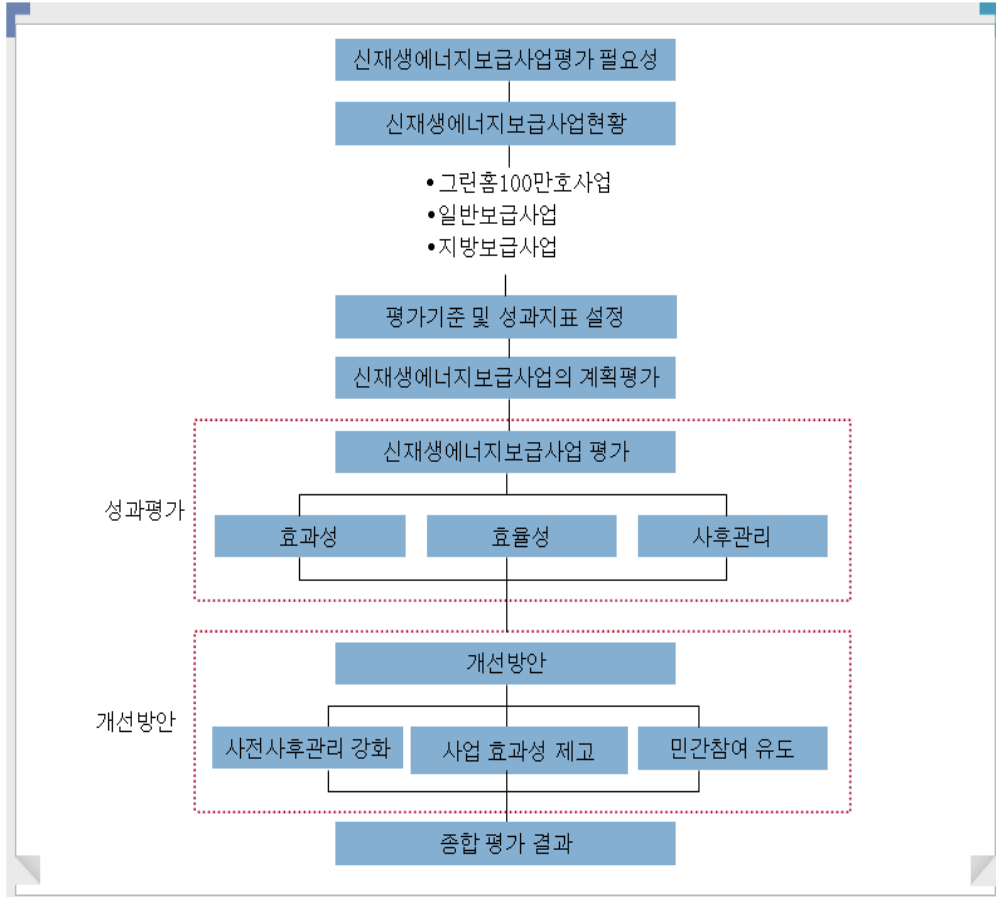 신재생에너지보급사업평가 필요성
신재생에너지보급사업현황
•그린홈100만호사업
•일반보급사업
•지방보급사업
평가기준 및 성과지표 설정
신재생에너지보급사업의 계획평가
신재생에너지보급사업 평가
성과평가
효과성
효율성
사후관리
개선방안
개선방안
사전사후관리 강화
사업 효과성 제고
민간참여 유도
종합 평가 결과